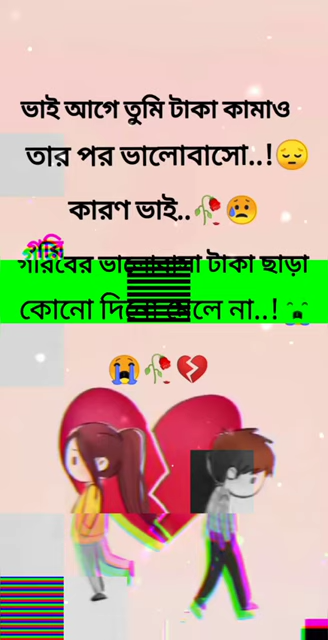 ভাই আগে তুমি টাকা কামাও
তার পর ভালোবাসো..!😔
কারণ ভাই..🥀😥
গরিবের ভালোবাসা টাকা ছাড়া
কোনো দিনো মেলে না..!
😭🥀💔